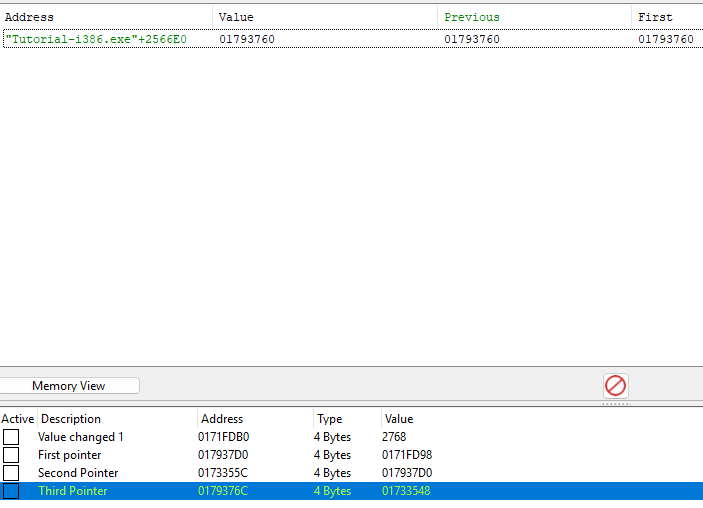 Address Value Previous First
"Tutorial-i386.exe"+2566E0 01793760 01793760 01793760
Memory View
Active Description Address Type Value
Value changed 1 0171FDB0 4 Bytes 2768
First pointer 017937D0 4 Bytes 0171FD98
Second Pointer 0173355C 4 Bytes 017937D0
Third Pointer 0179376C 4 Bytes 01733548